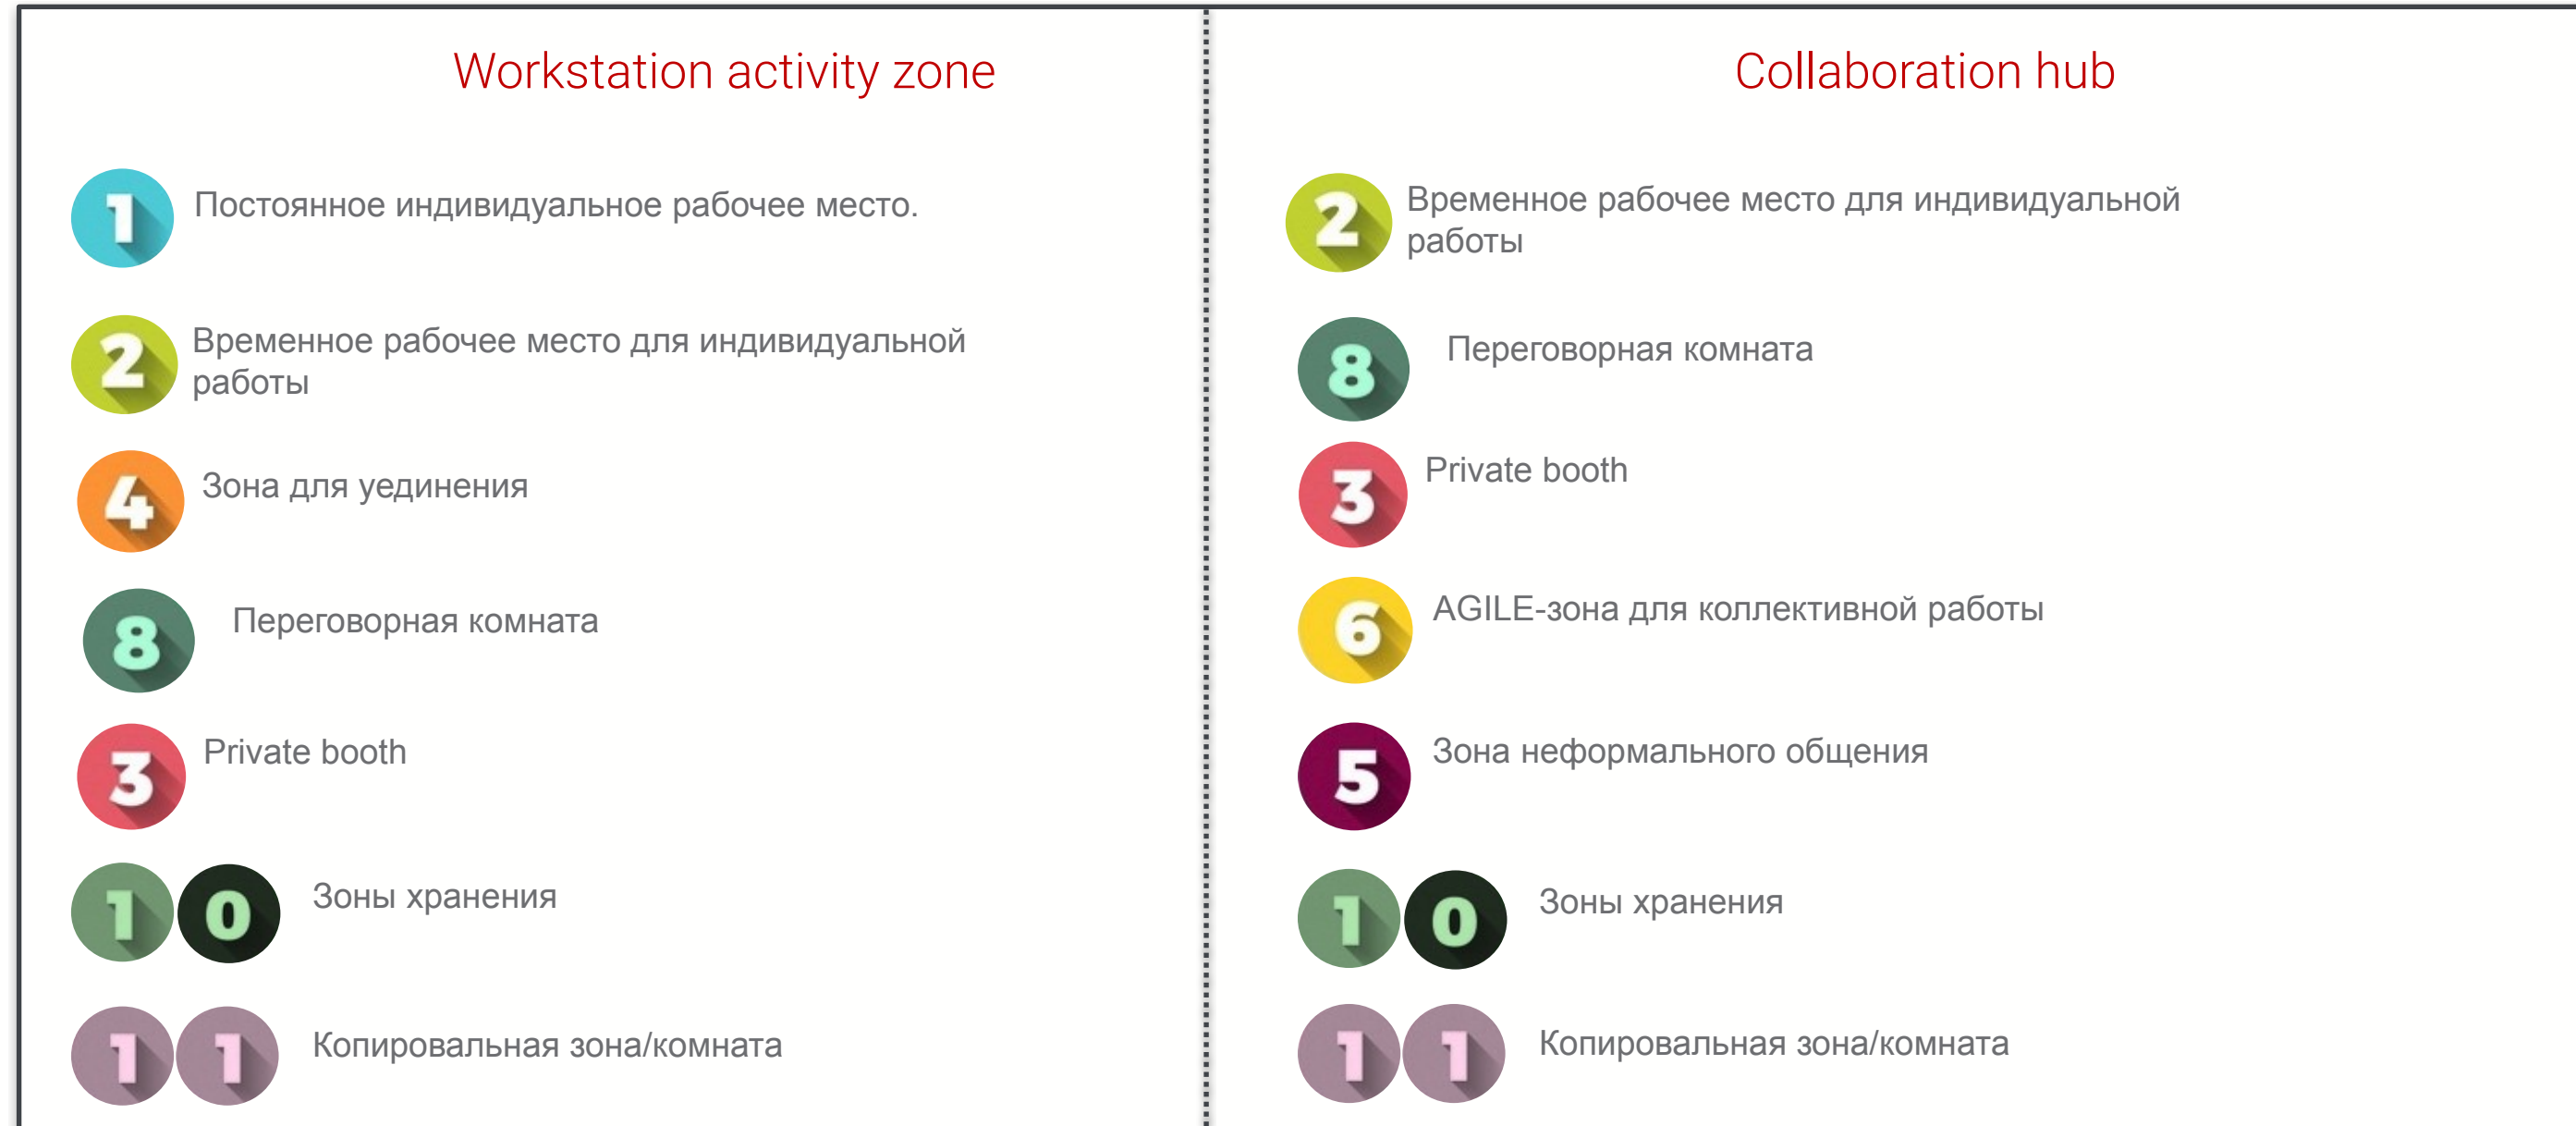 Workstation activity zone
1
Постоянное индивидуальное рабочее место.
2
Временное рабочее место для индивидуальной
работы
4
Зона для уединения
8
Переговорная комната
3
Private booth
10
Зоны хранения
11
Копировальная зона/комната
Collaboration hub
2
Временное рабочее место для индивидуальной
работы
8
Переговорная комната
3
Private booth
6
AGILE-зона для коллективной работы
5
Зона неформального общения
10
Зоны хранения
11
Копировальная зона/комната